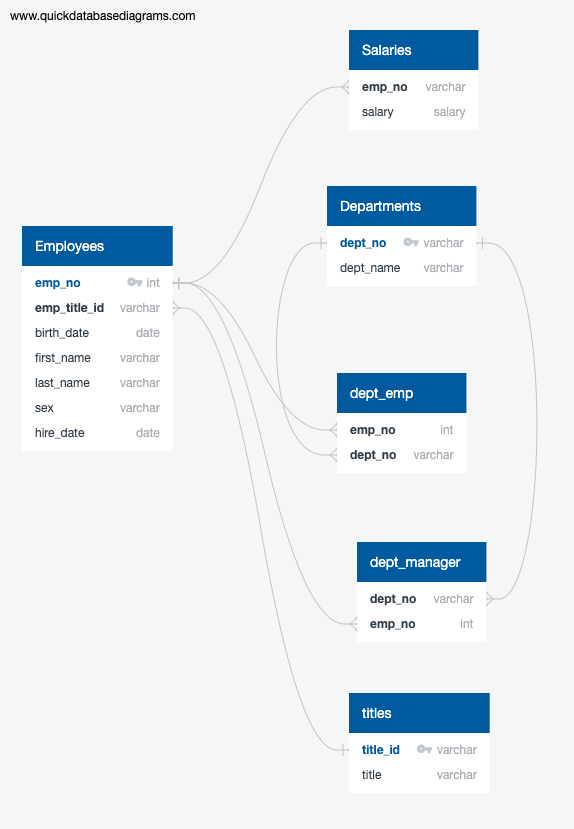 www.quickdatabasediagrams.com
Salaries
emp_no varchar
salary salary
Departments
dept_no varchar
dept_name varchar
Employees
emp_no int
emp_title_id varchar
birth_date date
first_name varchar
last_name varchar
sex varchar
hire_date date
dept_emp
emp_no int
dept_no varchar
dept_manager
dept_no varchar
emp_no int
titles
title_id varchar
title varchar